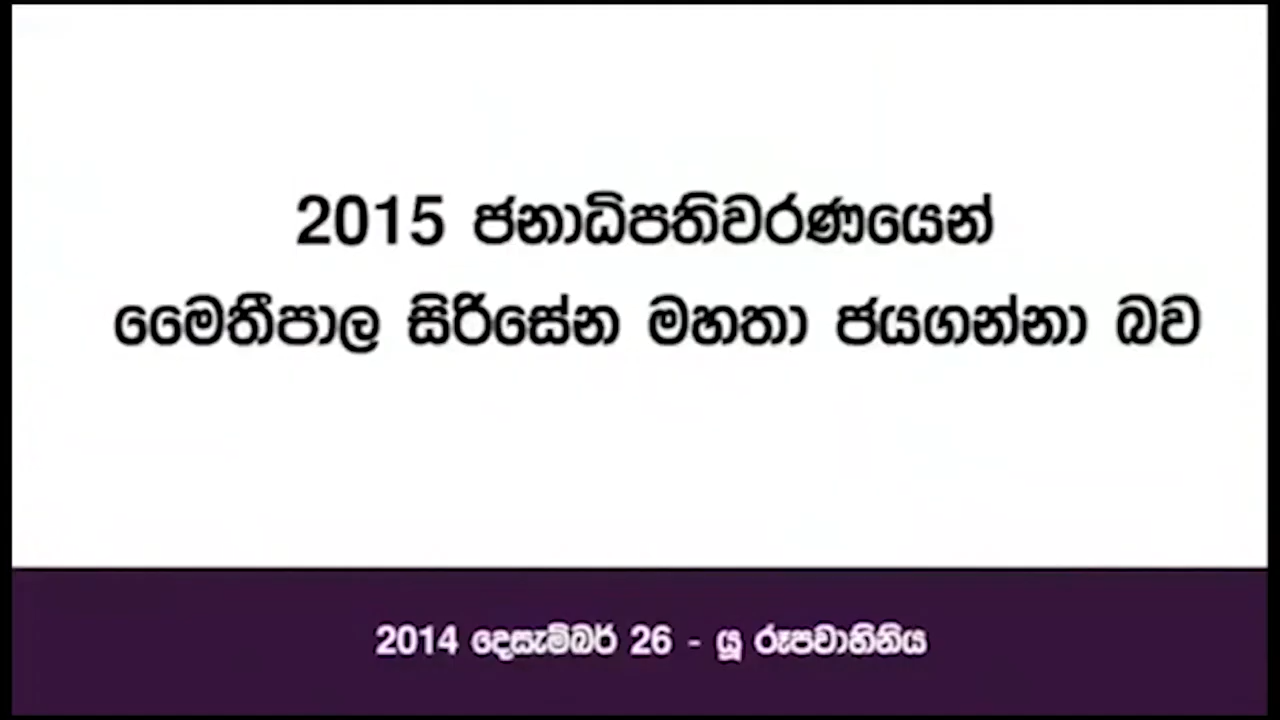 2015 ජනාධිපතිවරණයෙන්
මෛතීපාල සිරිසේන මහතා ජයගන්නා බව
2014 දෙසැම්බර් 26 - යූ රූපවාහිනිය